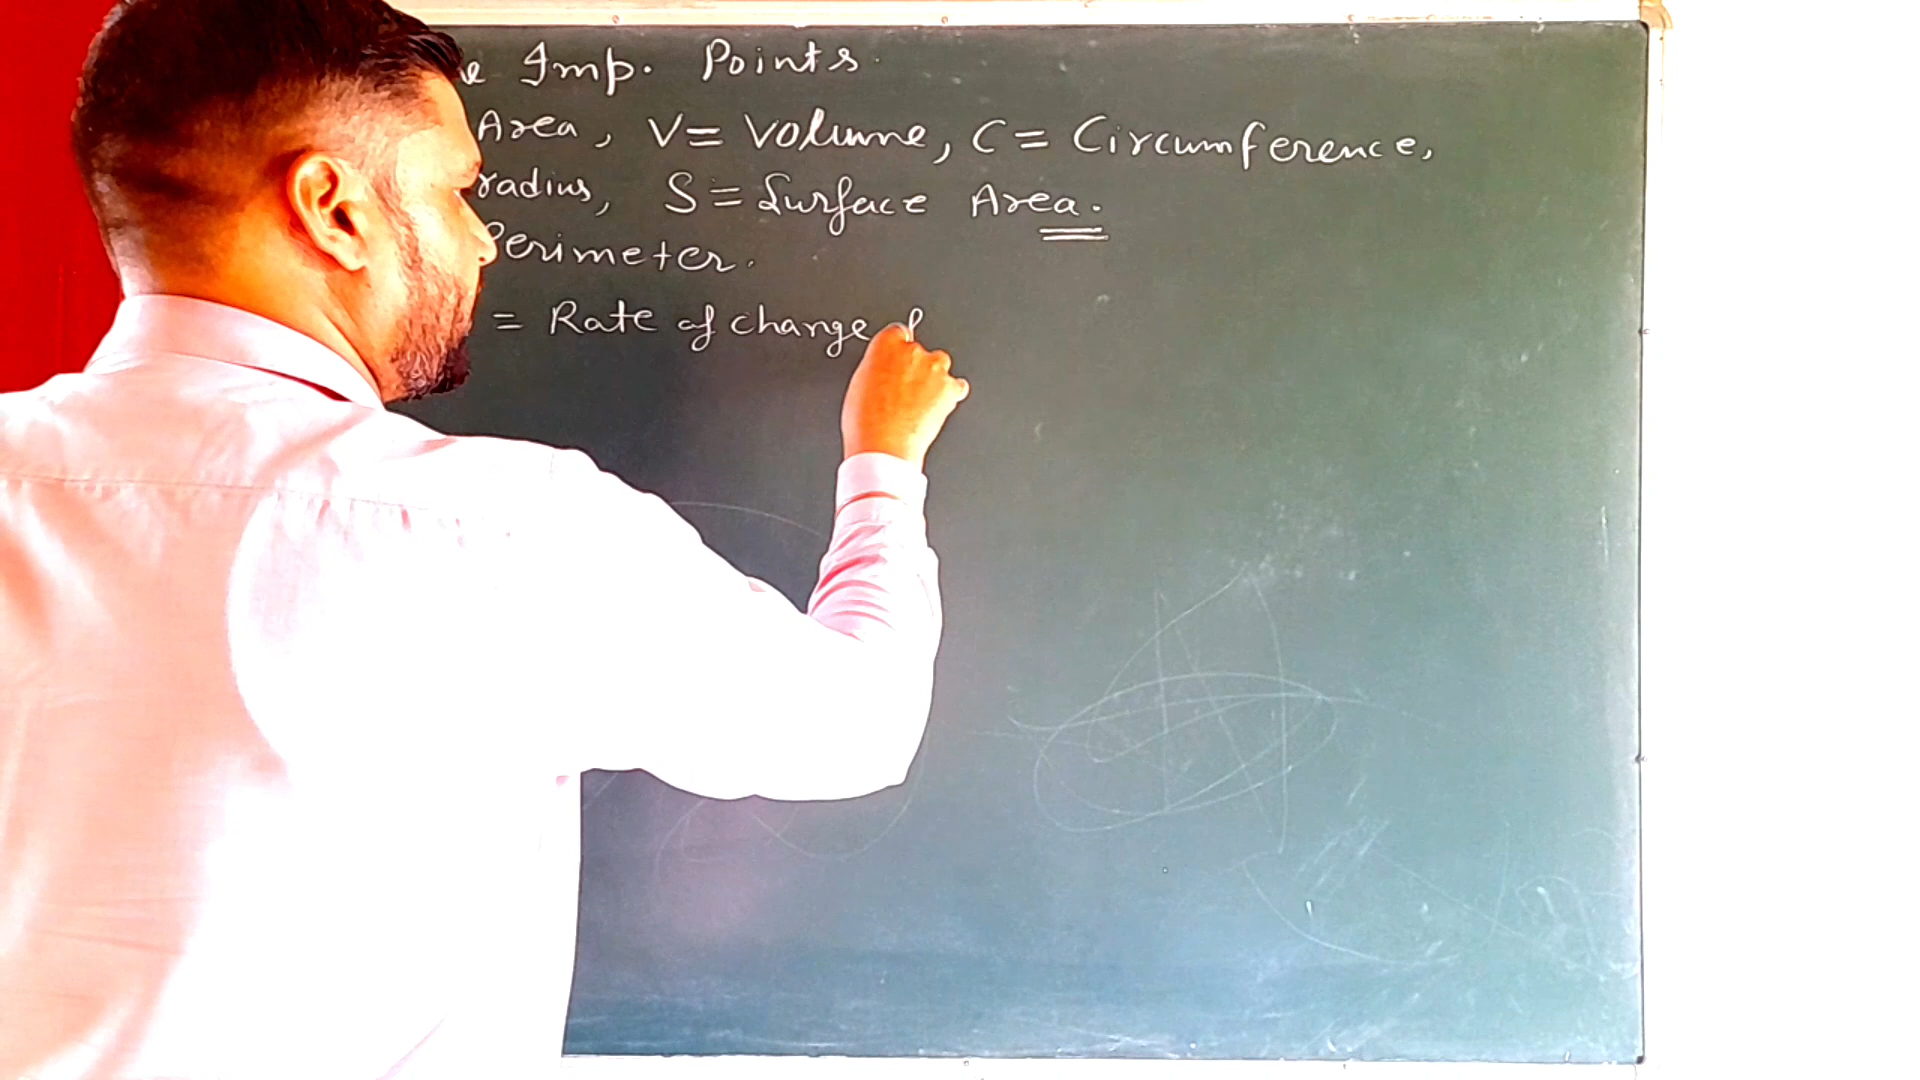 Imp. Points.
Area, V = Volume, C = Circumference,
radius, S = Surface Area.
Perimeter.
= Rate of change